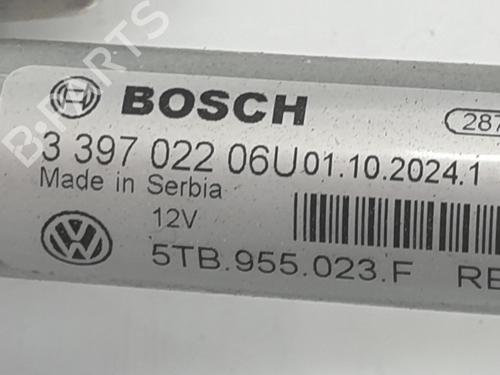 BOSCH
287
3 397 022 06U 01.10.2024.1
Made in Serbia
12V
5TB.955.023.F RE
B-PARTS